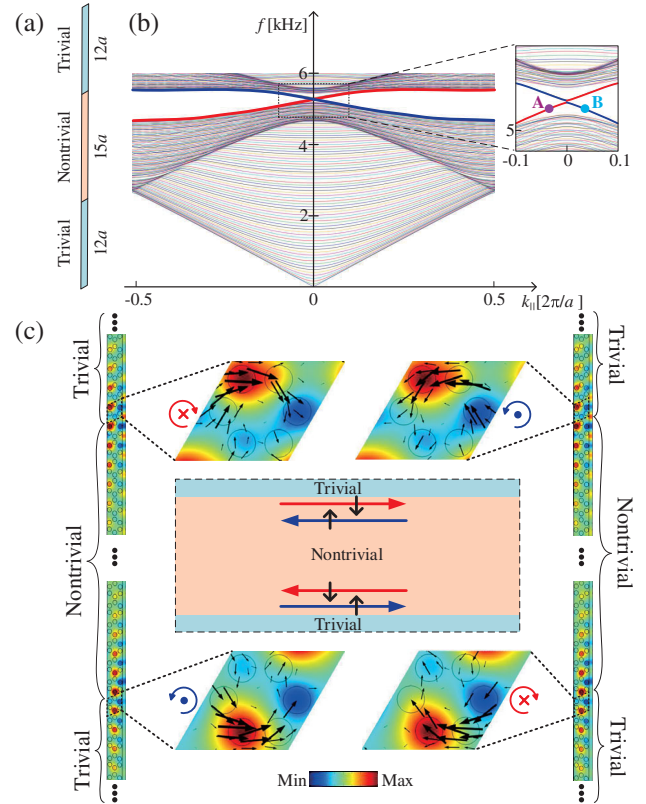 (a)
Trivial
12a
Nontrivial
15a
Trivial
12a
(b)
f [kHz]
6
4
2
-0.5
0
0.5
k||[2π/a ]
A
B
5
-0.1
0
0.1
(c)
Trivial
Nontrivial
Trivial
Trivial
Nontrivial
Trivial
Trivial
Nontrivial
Trivial
Min
Max